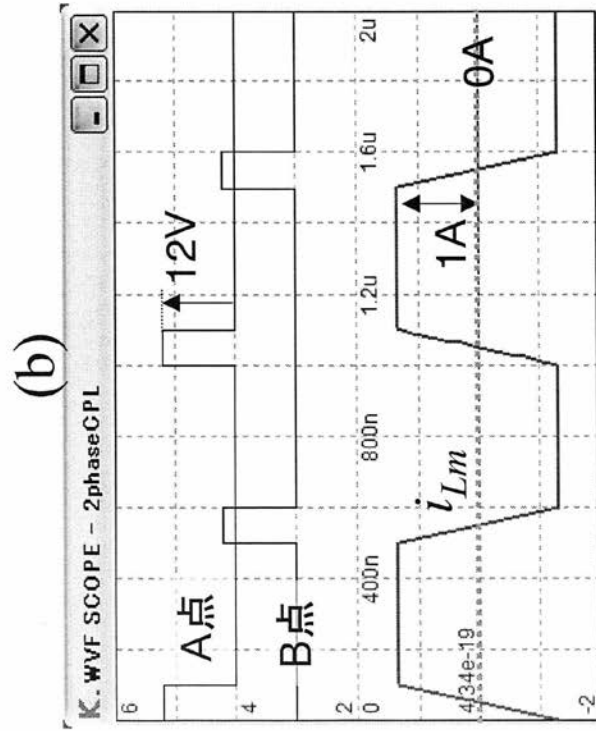 (b)
K.WVF SCOPE - 2phaseCPL
6
A点
12V
4
B点
2
0
400n
800n
1.2u
1.6u
2u
4.34e-19
iLm
1A
0A
-2